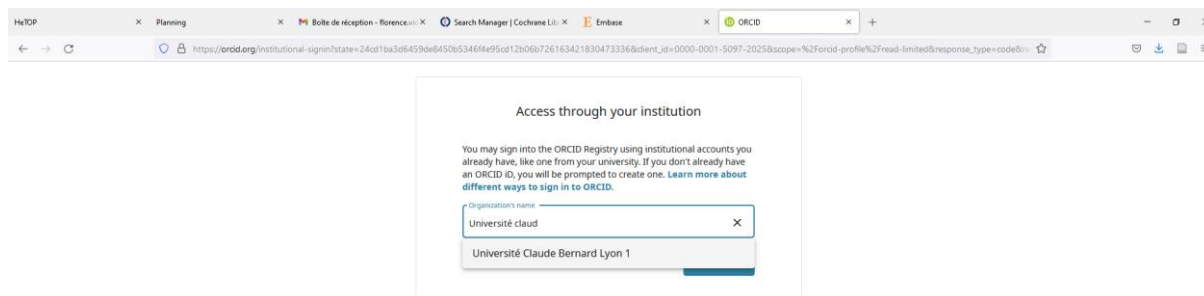 HeTOP
Planning
Boîte de réception - florence.vi
Search Manager | Cochrane Lib
Embase
ORCID
https://orcid.org/institutional-signin?state=24cd1ba3d6459de8450b5346f4e95cd12b06b726163421830473336&client_id=0000-0001-5097-2025&scope=%2Forcid-profile%2Fread-limited&response_type=code&
Access through your institution
You may sign into the ORCID Registry using institutional accounts you
already have, like one from your university. If you don't already have
an ORCID iD, you will be prompted to create one. Learn more about
different ways to sign in to ORCID.
Organization's name
Université claud
Université Claude Bernard Lyon 1